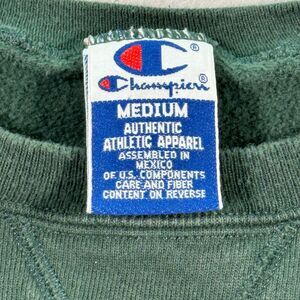 Champion
MEDIUM
AUTHENTIC
ATHLETIC APPAREL
ASSEMBLED IN
MEXICO
OF U.S. COMPONENTS
CARE AND FIBER
CONTENT ON REVERSE